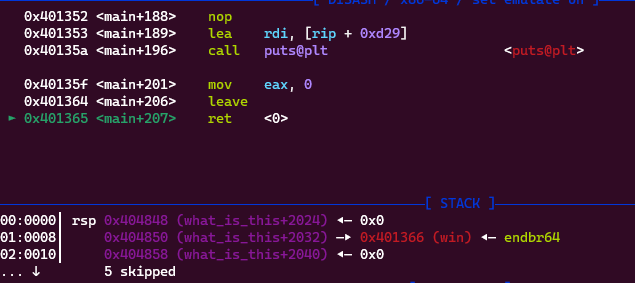 [ DISASM / x86-64 / set emulate on ]
0x401352 <main+188> nop
0x401353 <main+189> lea rdi, [rip + 0xd29]
0x40135a <main+196> call puts@plt <puts@plt>
0x40135f <main+201> mov eax, 0
0x401364 <main+206> leave
► 0x401365 <main+207> ret <0>
[ STACK ]
00:0000│ rsp 0x404848 (what_is_this+2024) ◂— 0x0
01:0008│ 0x404850 (what_is_this+2032) —▸ 0x401366 (win) ◂— endbr64
02:0010│ 0x404858 (what_is_this+2040) ◂— 0x0
... ↓ 5 skipped